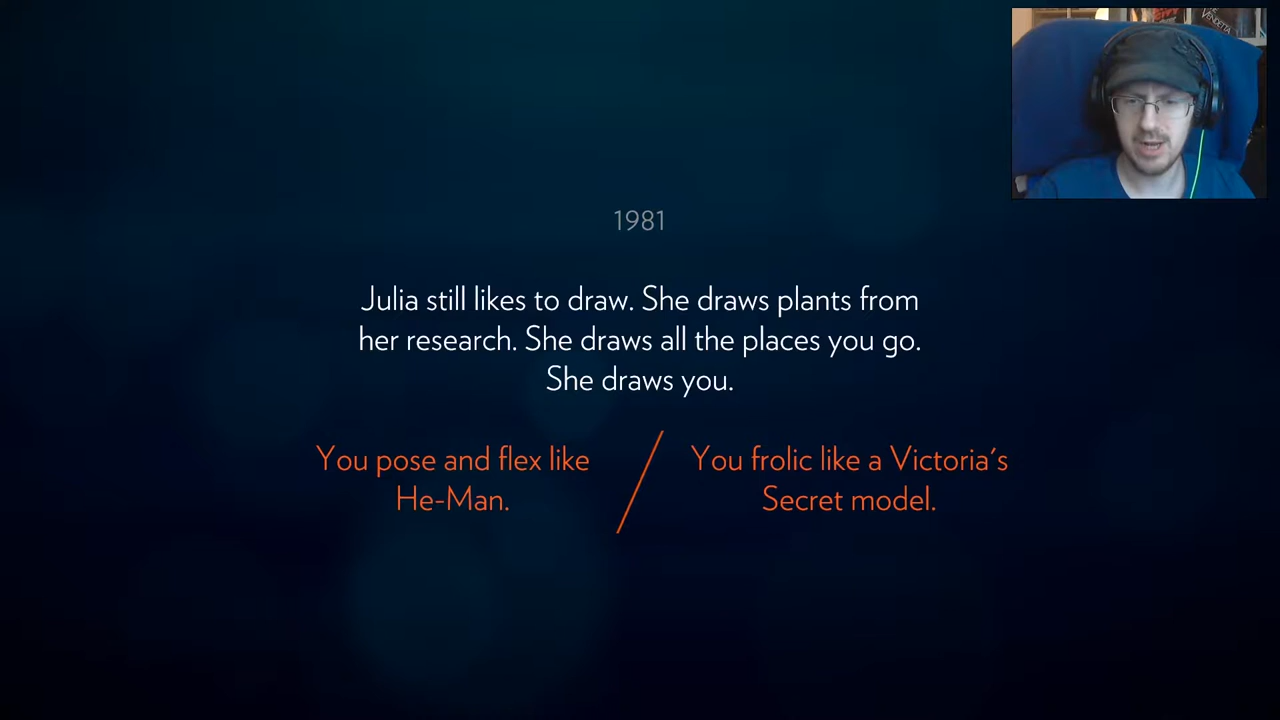 VENDETTA
1981
Julia still likes to draw. She draws plants from
her research. She draws all the places you go.
She draws you.
You pose and flex like
He-Man.
You frolic like a Victoria's
Secret model.